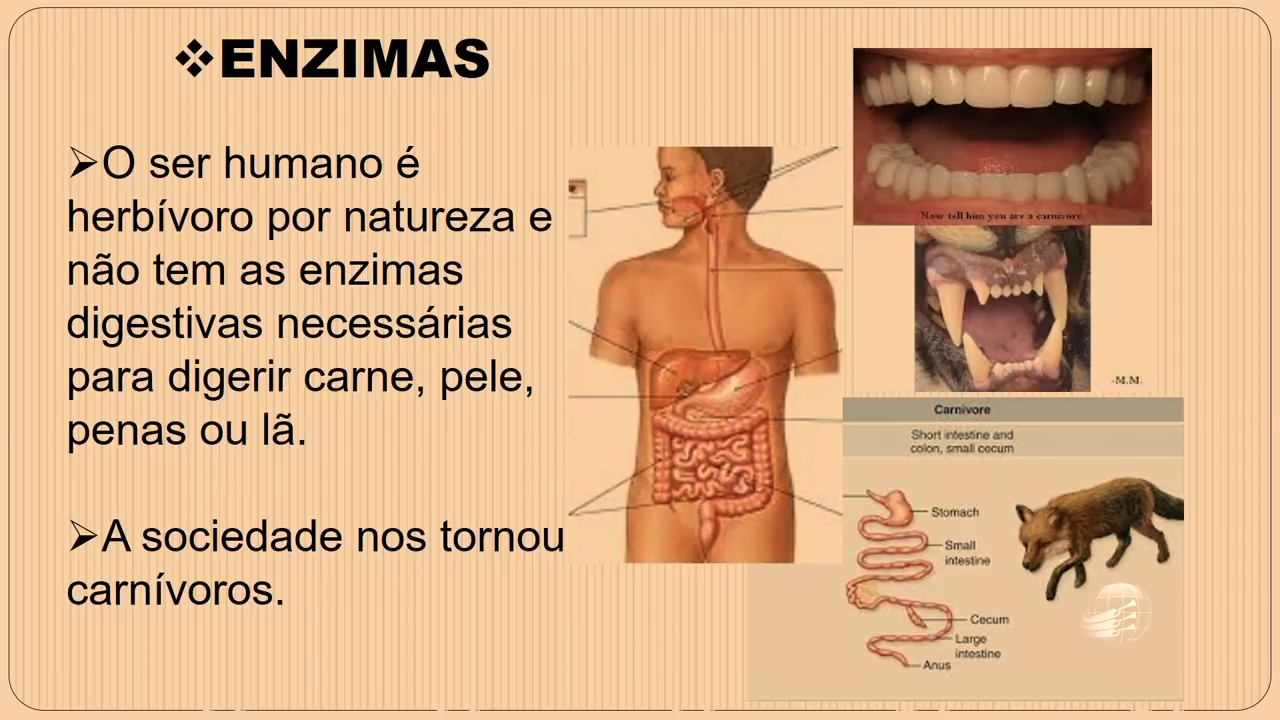 ❖ENZIMAS
➢O ser humano é
herbívoro por natureza e
não tem as enzimas
digestivas necessárias
para digerir carne, pele,
penas ou lã.
➢A sociedade nos tornou
carnívoros.
Now tell him you are a carnivore.
-M.M.
Carnivore
Short intestine and
colon, small cecum
Stomach
Small
intestine
Cecum
Large
intestine
Anus